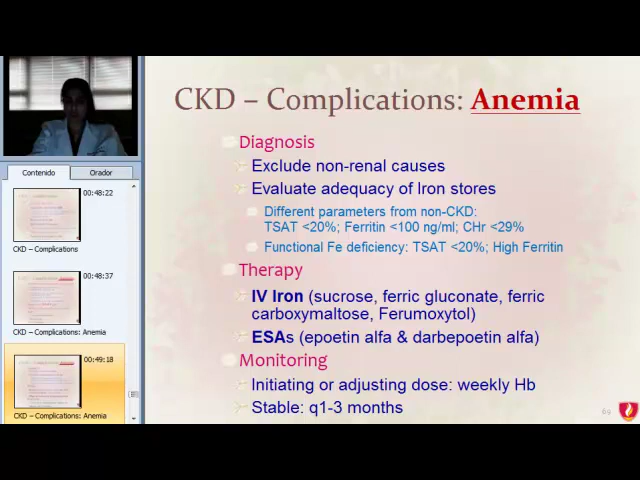 CKD – Complications: Anemia
Diagnosis
Exclude non-renal causes
Evaluate adequacy of Iron stores
Different parameters from non-CKD:
TSAT <20%; Ferritin <100 ng/ml; CHr <29%
Functional Fe deficiency: TSAT <20%; High Ferritin
Therapy
IV Iron (sucrose, ferric gluconate, ferric
carboxymaltose, Ferumoxytol)
ESAs (epoetin alfa & darbepoetin alfa)
Monitoring
Initiating or adjusting dose: weekly Hb
Stable: q1-3 months
69
Contenido
Orador
00:48:22
CKD – Complications
00:48:37
CKD – Complications: Anemia
00:49:18
CKD – Complications: Anemia